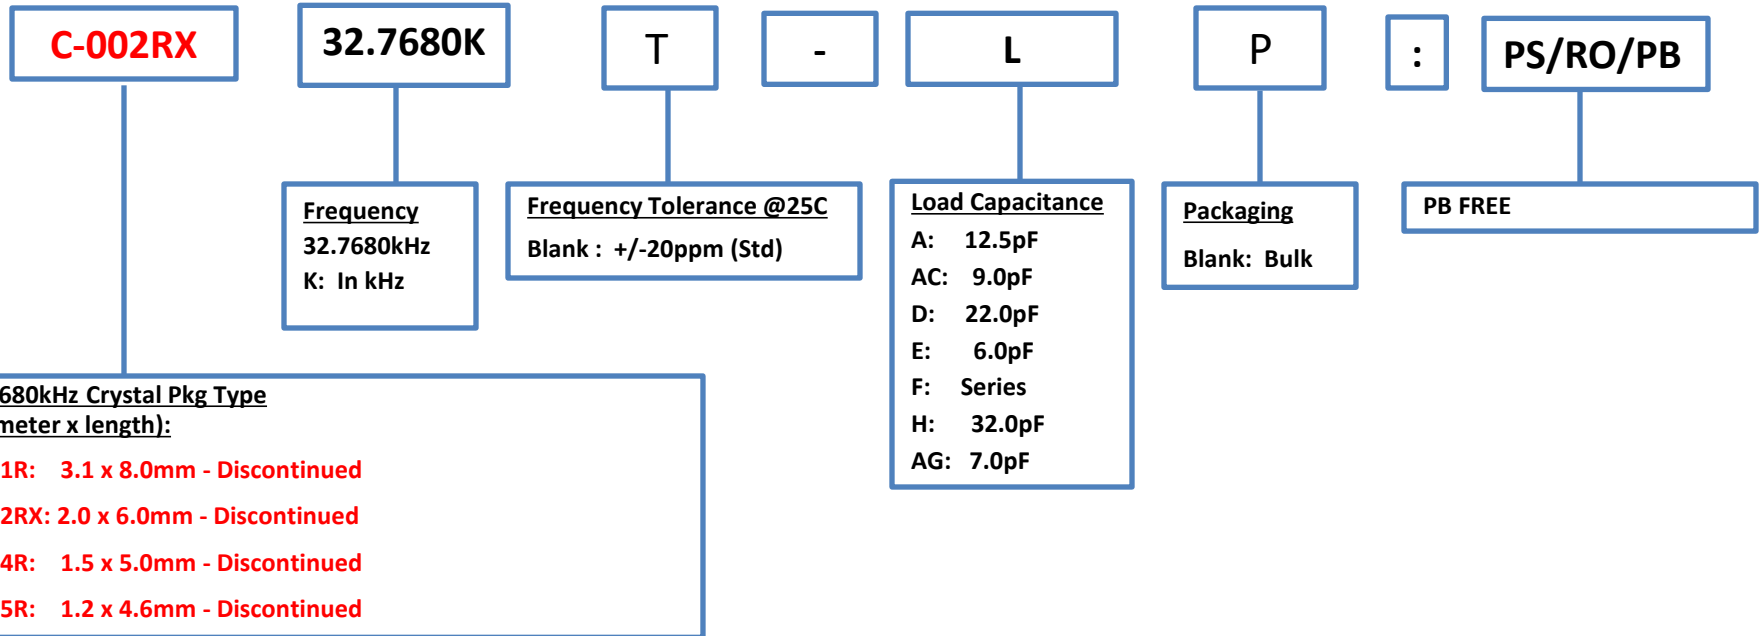 C-002RX 32.7680K T - L P : PS/RO/PB
Frequency
32.7680kHz
K: In kHz
Frequency Tolerance @25C
Blank : +/-20ppm (Std)
Load Capacitance
A: 12.5pF
AC: 9.0pF
D: 22.0pF
E: 6.0pF
F: Series
H: 32.0pF
AG: 7.0pF
Packaging
Blank: Bulk
PB FREE
680kHz Crystal Pkg Type
meter x length):
1R: 3.1 x 8.0mm - Discontinued
2RX: 2.0 x 6.0mm - Discontinued
4R: 1.5 x 5.0mm - Discontinued
5R: 1.2 x 4.6mm - Discontinued